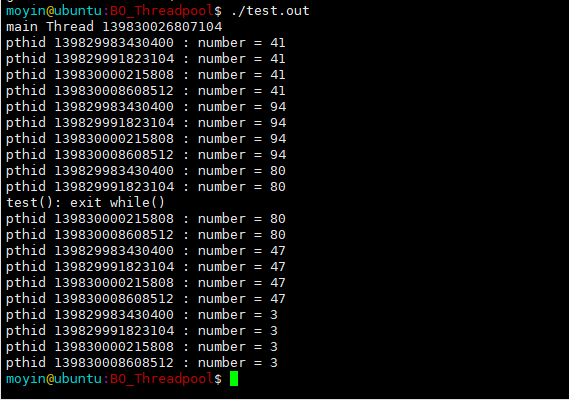 moyin@ubuntu:BO_Threadpool$ ./test.out
main Thread 139830026807104
pthid 139829983430400 : number = 41
pthid 139829991823104 : number = 41
pthid 139830000215808 : number = 41
pthid 139830008608512 : number = 41
pthid 139829983430400 : number = 94
pthid 139829991823104 : number = 94
pthid 139830000215808 : number = 94
pthid 139830008608512 : number = 94
pthid 139829983430400 : number = 80
pthid 139829991823104 : number = 80
test(): exit while()
pthid 139830000215808 : number = 80
pthid 139830008608512 : number = 80
pthid 139829983430400 : number = 47
pthid 139829991823104 : number = 47
pthid 139830000215808 : number = 47
pthid 139830008608512 : number = 47
pthid 139829983430400 : number = 3
pthid 139829991823104 : number = 3
pthid 139830000215808 : number = 3
pthid 139830008608512 : number = 3
moyin@ubuntu:BO_Threadpool$